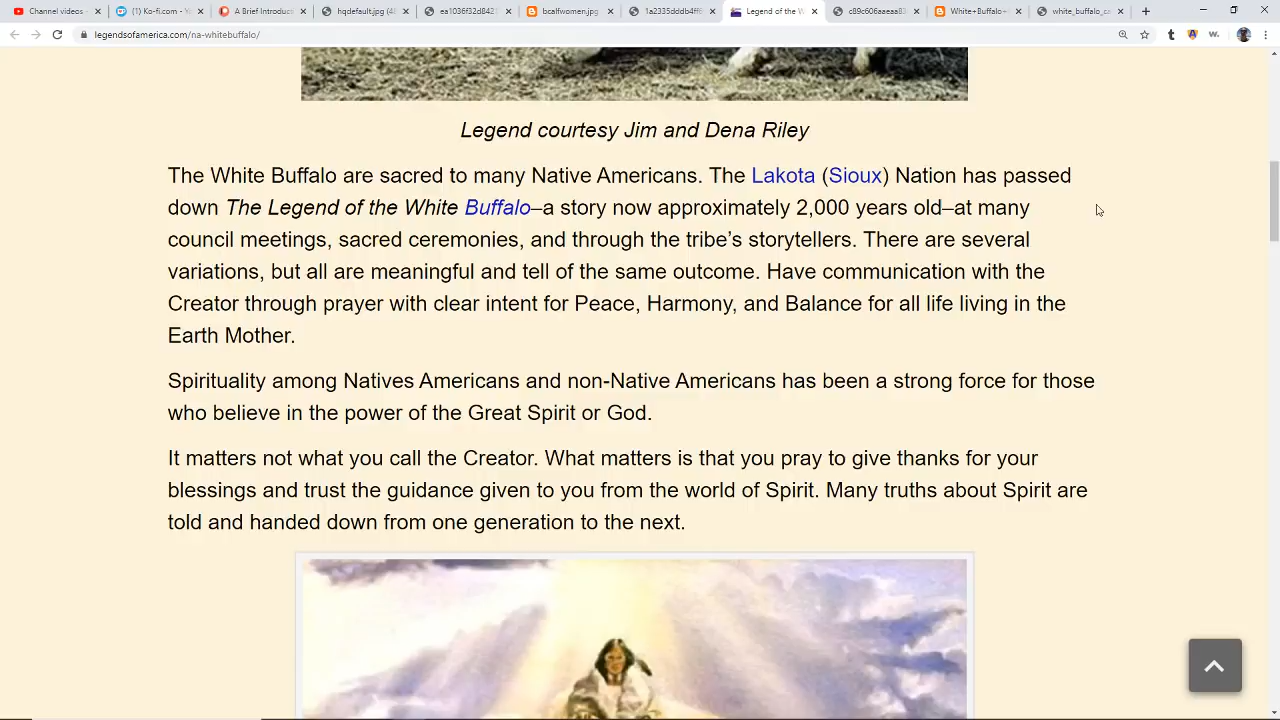 Channel videos -
Ko-fi.com - Y
A Brief Introduc
hqdefault.jpg (4
ea1036f32d8421
bcalfwomen.jpg
1a2335dddb4ff
Legend of the W
c89c606aeaea8
White+Buffalo+
white_buffalo_c
legendsofamerica.com/na-whitebuffalo/
Legend courtesy Jim and Dena Riley
The White Buffalo are sacred to many Native Americans. The Lakota (Sioux) Nation has passed
down The Legend of the White Buffalo–a story now approximately 2,000 years old–at many
council meetings, sacred ceremonies, and through the tribe’s storytellers. There are several
variations, but all are meaningful and tell of the same outcome. Have communication with the
Creator through prayer with clear intent for Peace, Harmony, and Balance for all life living in the
Earth Mother.
Spirituality among Natives Americans and non-Native Americans has been a strong force for those
who believe in the power of the Great Spirit or God.
It matters not what you call the Creator. What matters is that you pray to give thanks for your
blessings and trust the guidance given to you from the world of Spirit. Many truths about Spirit are
told and handed down from one generation to the next.